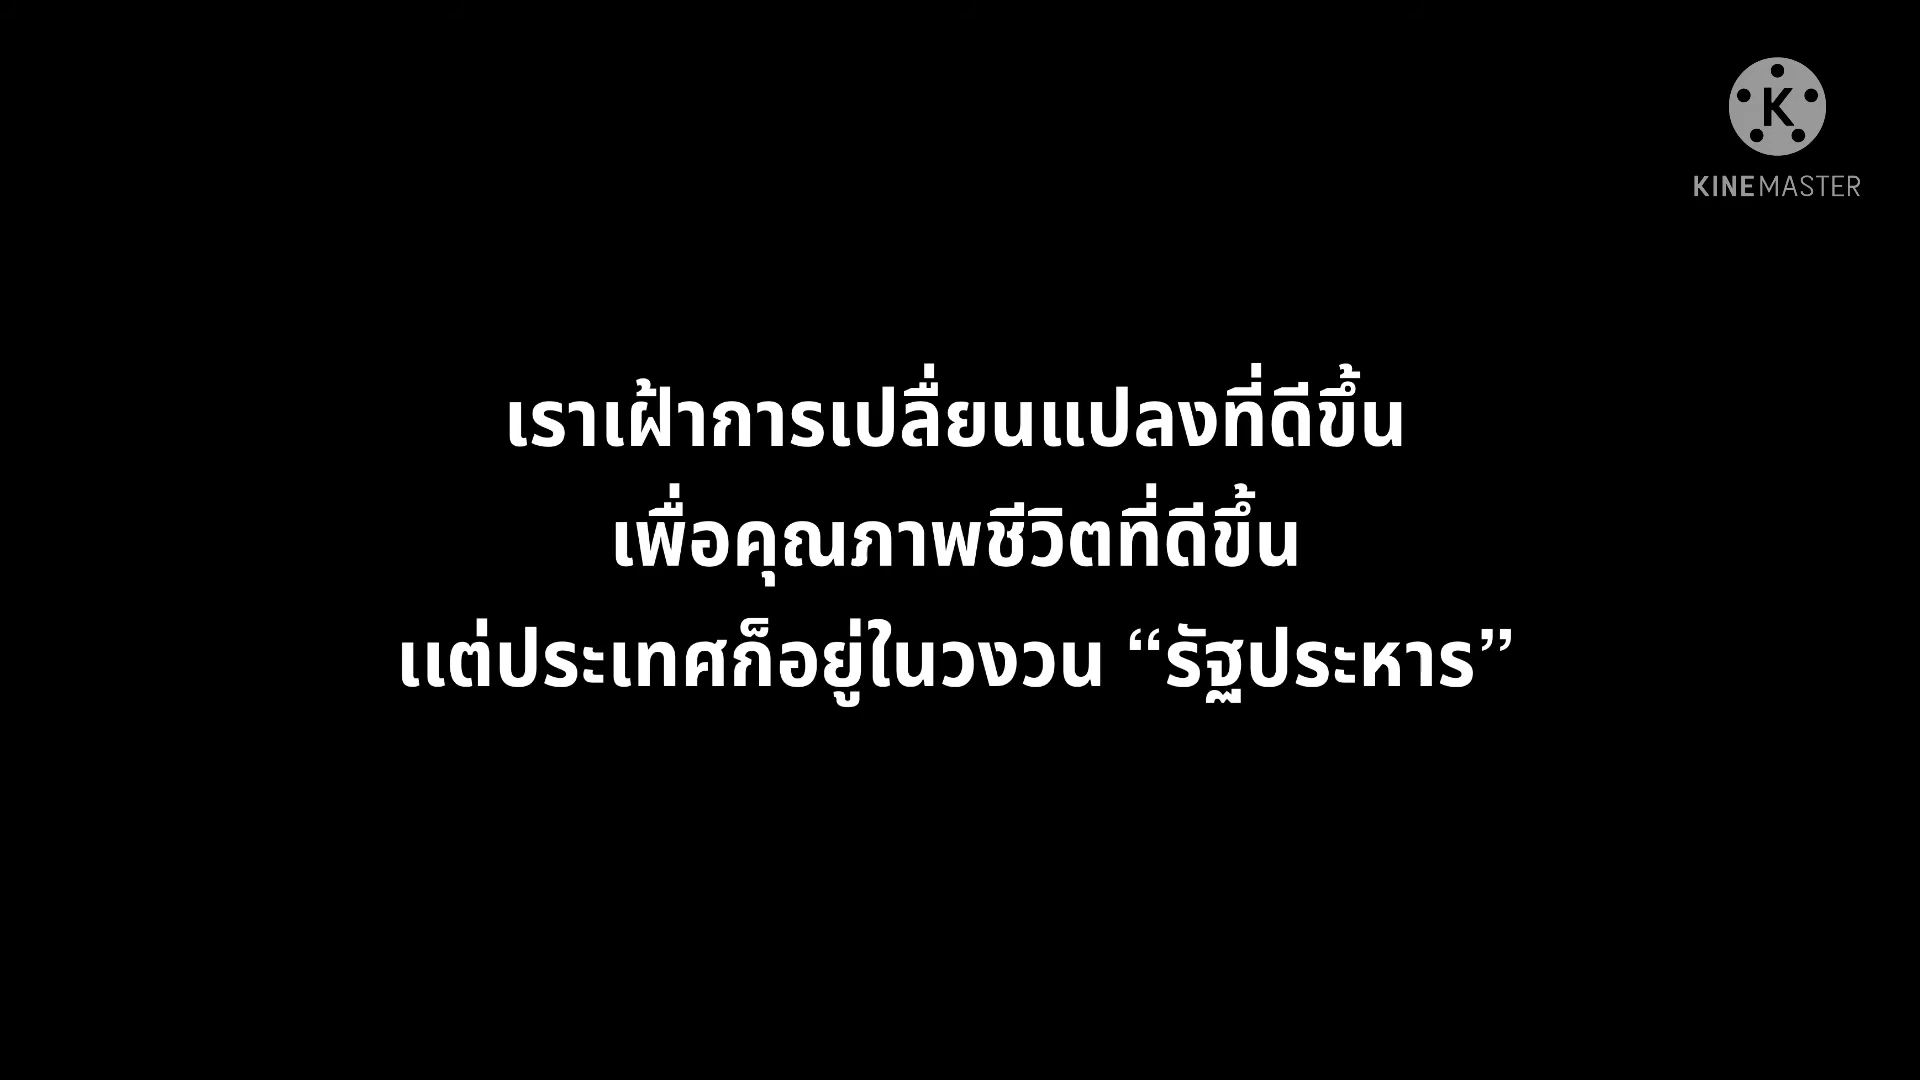 KINEMASTER
เราเฝ้าการเปลี่ยนแปลงที่ดีขึ้น
เพื่อคุณภาพชีวิตที่ดีขึ้น
แต่ประเทศก็อยู่ในวงวน “รัฐประหาร”